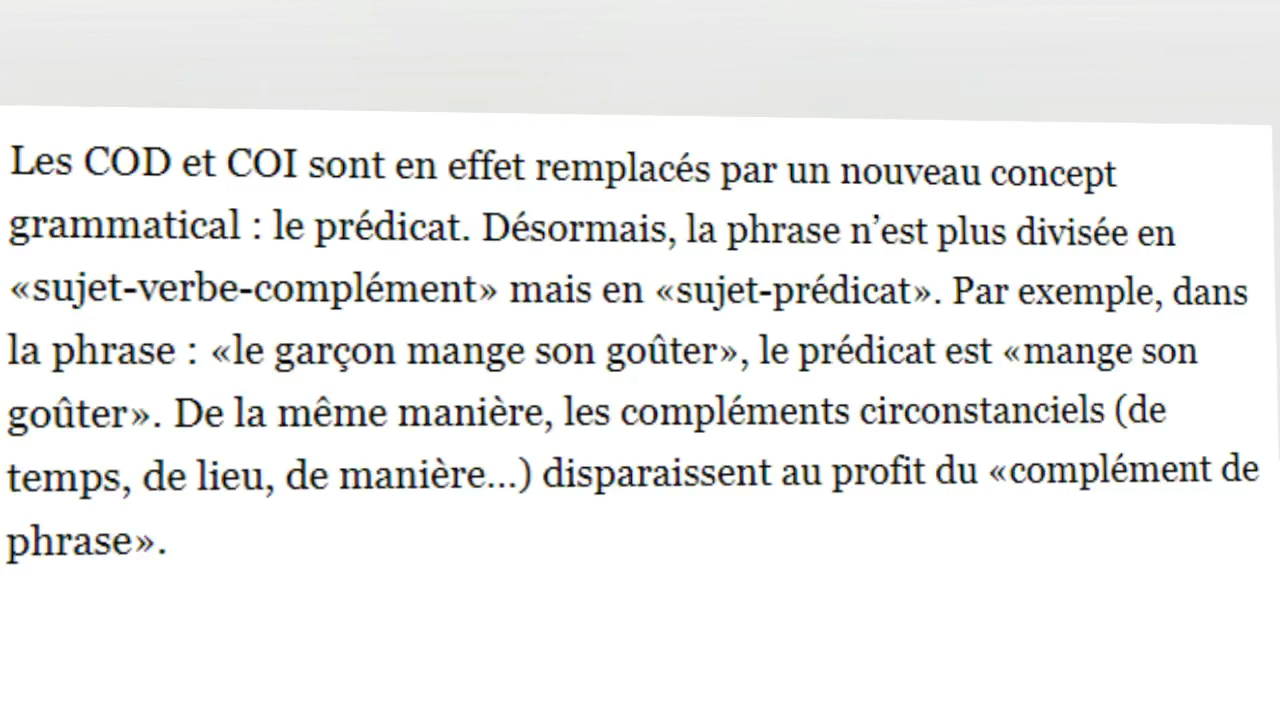 Les COD et COI sont en effet remplacés par un nouveau concept
grammatical : le prédicat. Désormais, la phrase n’est plus divisée en
«sujet-verbe-complément» mais en «sujet-prédicat». Par exemple, dans
la phrase : «le garçon mange son goûter», le prédicat est «mange son
goûter». De la même manière, les compléments circonstanciels (de
temps, de lieu, de manière...) disparaissent au profit du «complément de
phrase».